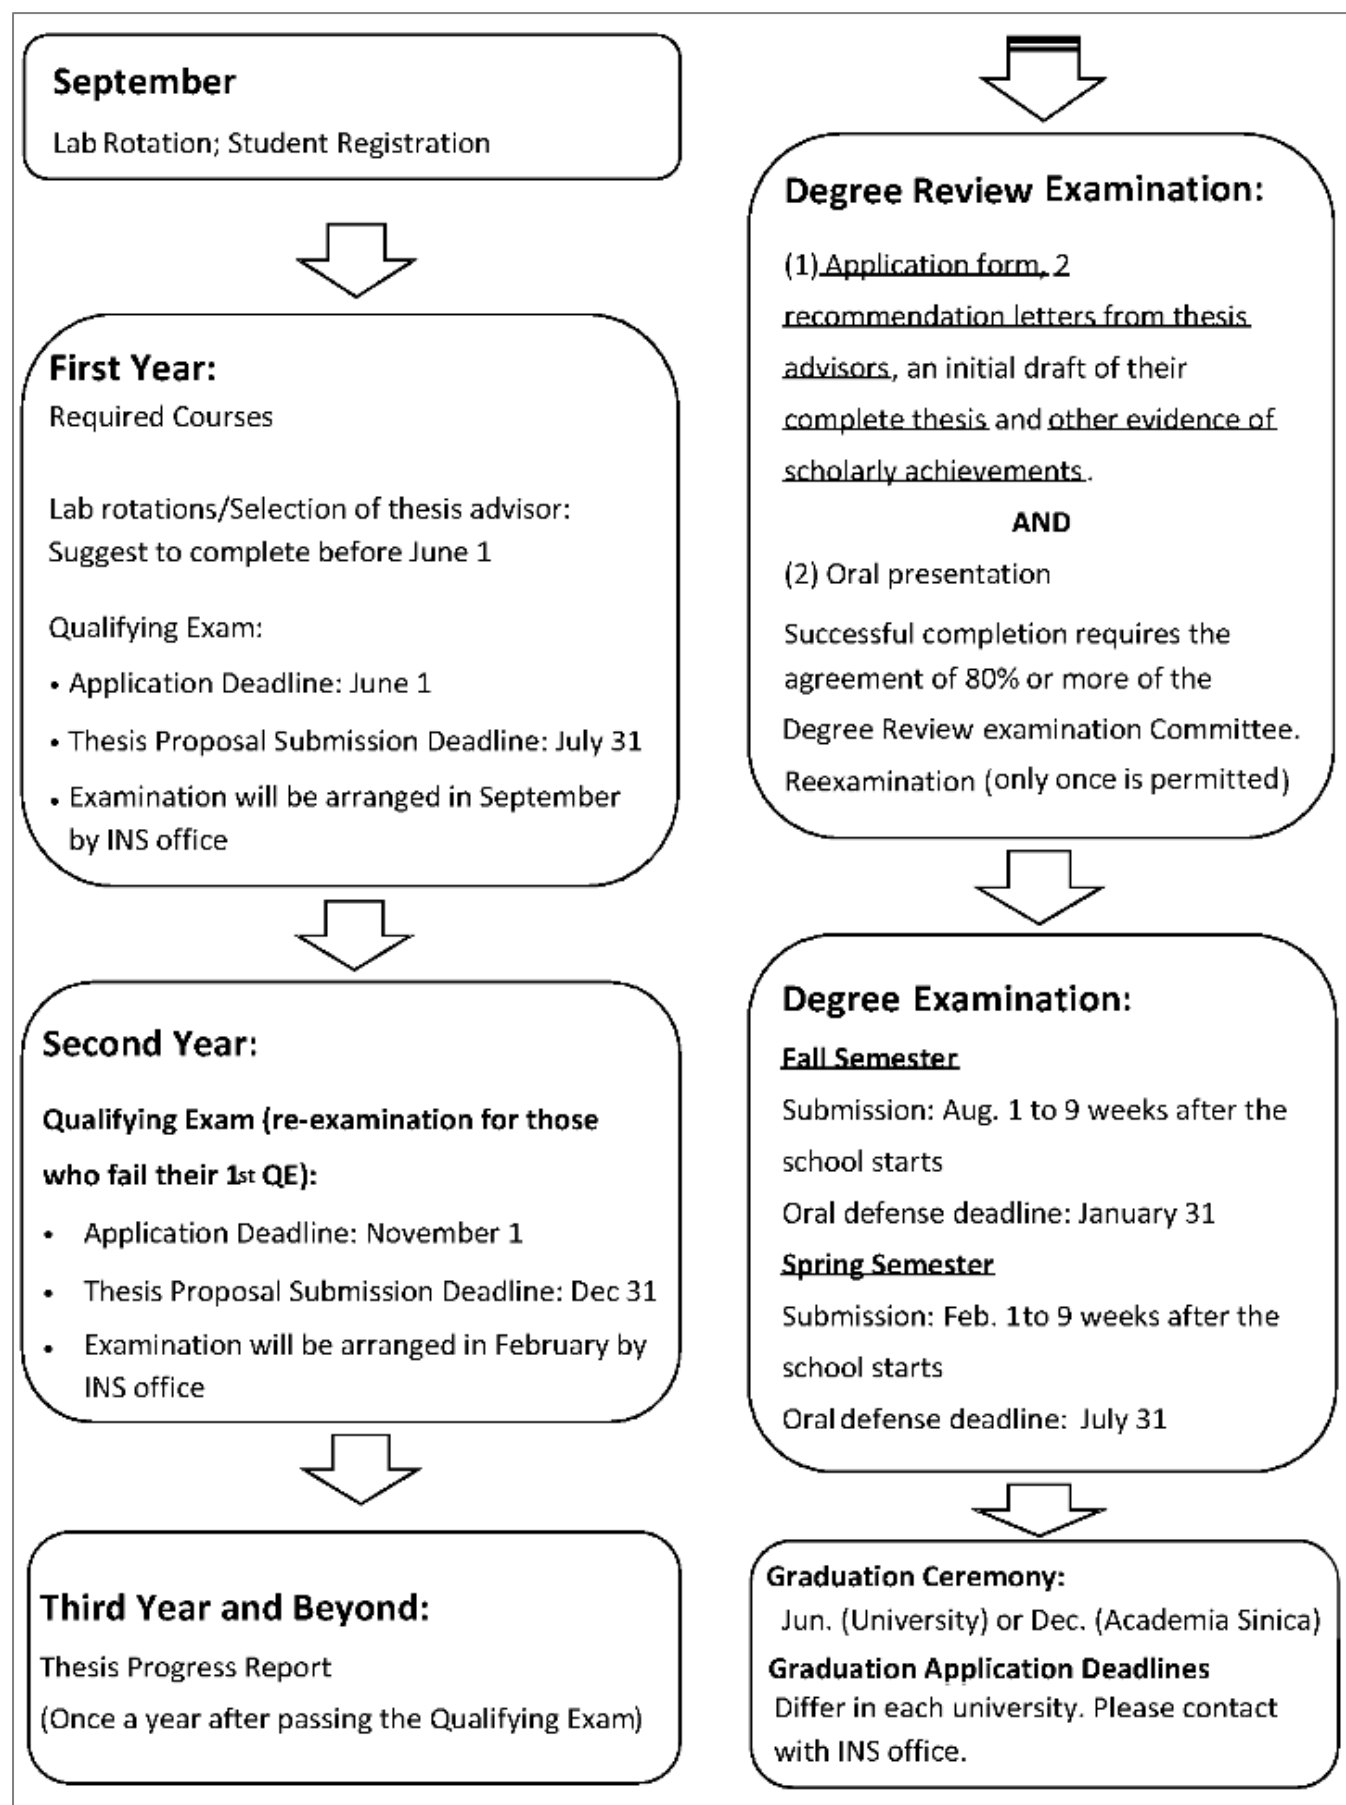 September
Lab Rotation; Student Registration
First Year:
Required Courses
Lab rotations/Selection of thesis advisor:
Suggest to complete before June 1
Qualifying Exam:
• Application Deadline: June 1
• Thesis Proposal Submission Deadline: July 31
• Examination will be arranged in September
by INS office
Second Year:
Qualifying Exam (re-examination for those
who fail their 1st QE):
• Application Deadline: November 1
• Thesis Proposal Submission Deadline: Dec 31
• Examination will be arranged in February by
INS office
Third Year and Beyond:
Thesis Progress Report
(Once a year after passing the Qualifying Exam)
Degree Review Examination:
(1) Application form, 2
recommendation letters from thesis
advisors, an initial draft of their
complete thesis and other evidence of
scholarly achievements.
AND
(2) Oral presentation
Successful completion requires the
agreement of 80% or more of the
Degree Review examination Committee.
Reexamination (only once is permitted)
Degree Examination:
Fall Semester
Submission: Aug. 1 to 9 weeks after the
school starts
Oral defense deadline: January 31
Spring Semester
Submission: Feb. 1to 9 weeks after the
school starts
Oral defense deadline: July 31
Graduation Ceremony:
Jun. (University) or Dec. (Academia Sinica)
Graduation Application Deadlines
Differ in each university. Please contact
with INS office.